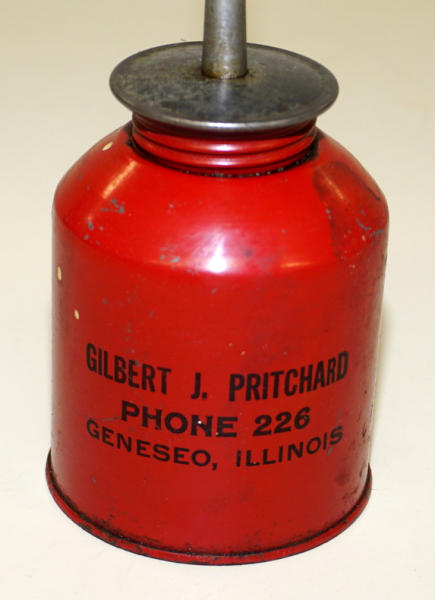 GILBERT J. PRITCHARD
PHONE 226
GENESEO, ILLINOIS